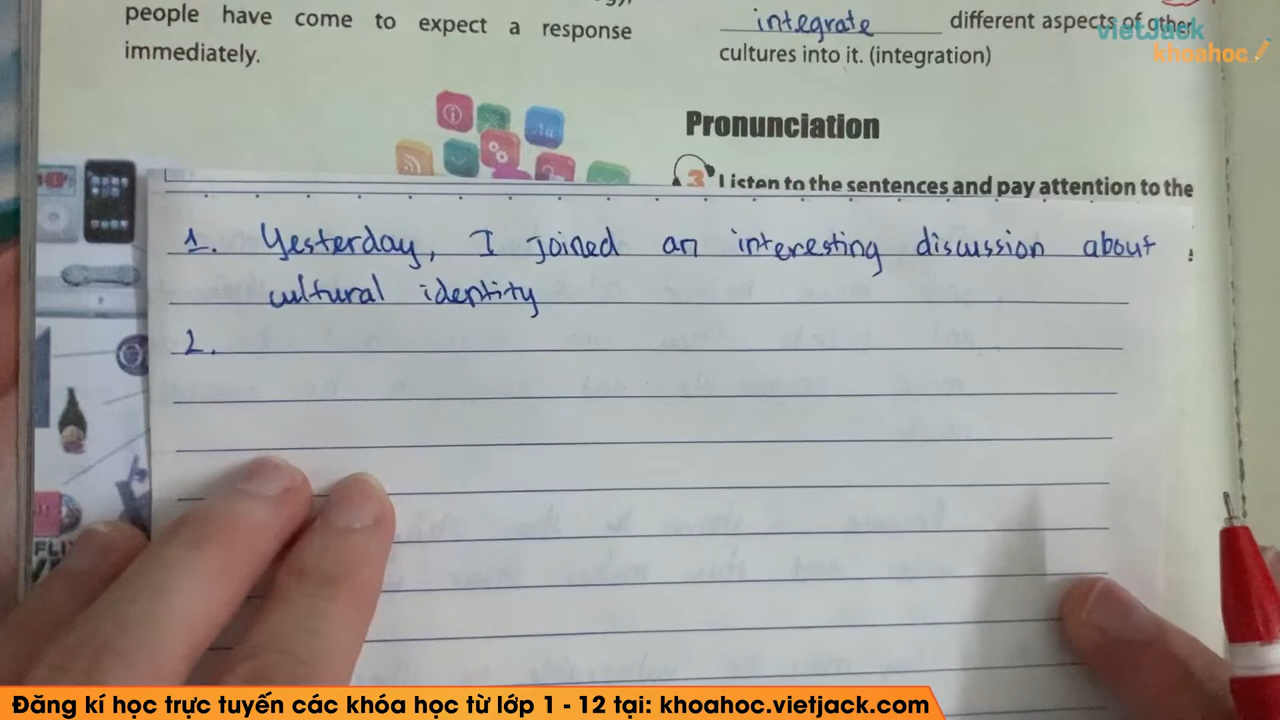 people have come to expect a response
immediately.
integrate different aspects of other
cultures into it. (integration)
vietJack
khoahoc
Pronunciation
3 Listen to the sentences and pay attention to the
1. Yesterday, I joined an interesting discussion about
cultural identity
2.
Đăng kí học trực tuyến các khóa học từ lớp 1 - 12 tại: khoahoc.vietjack.com